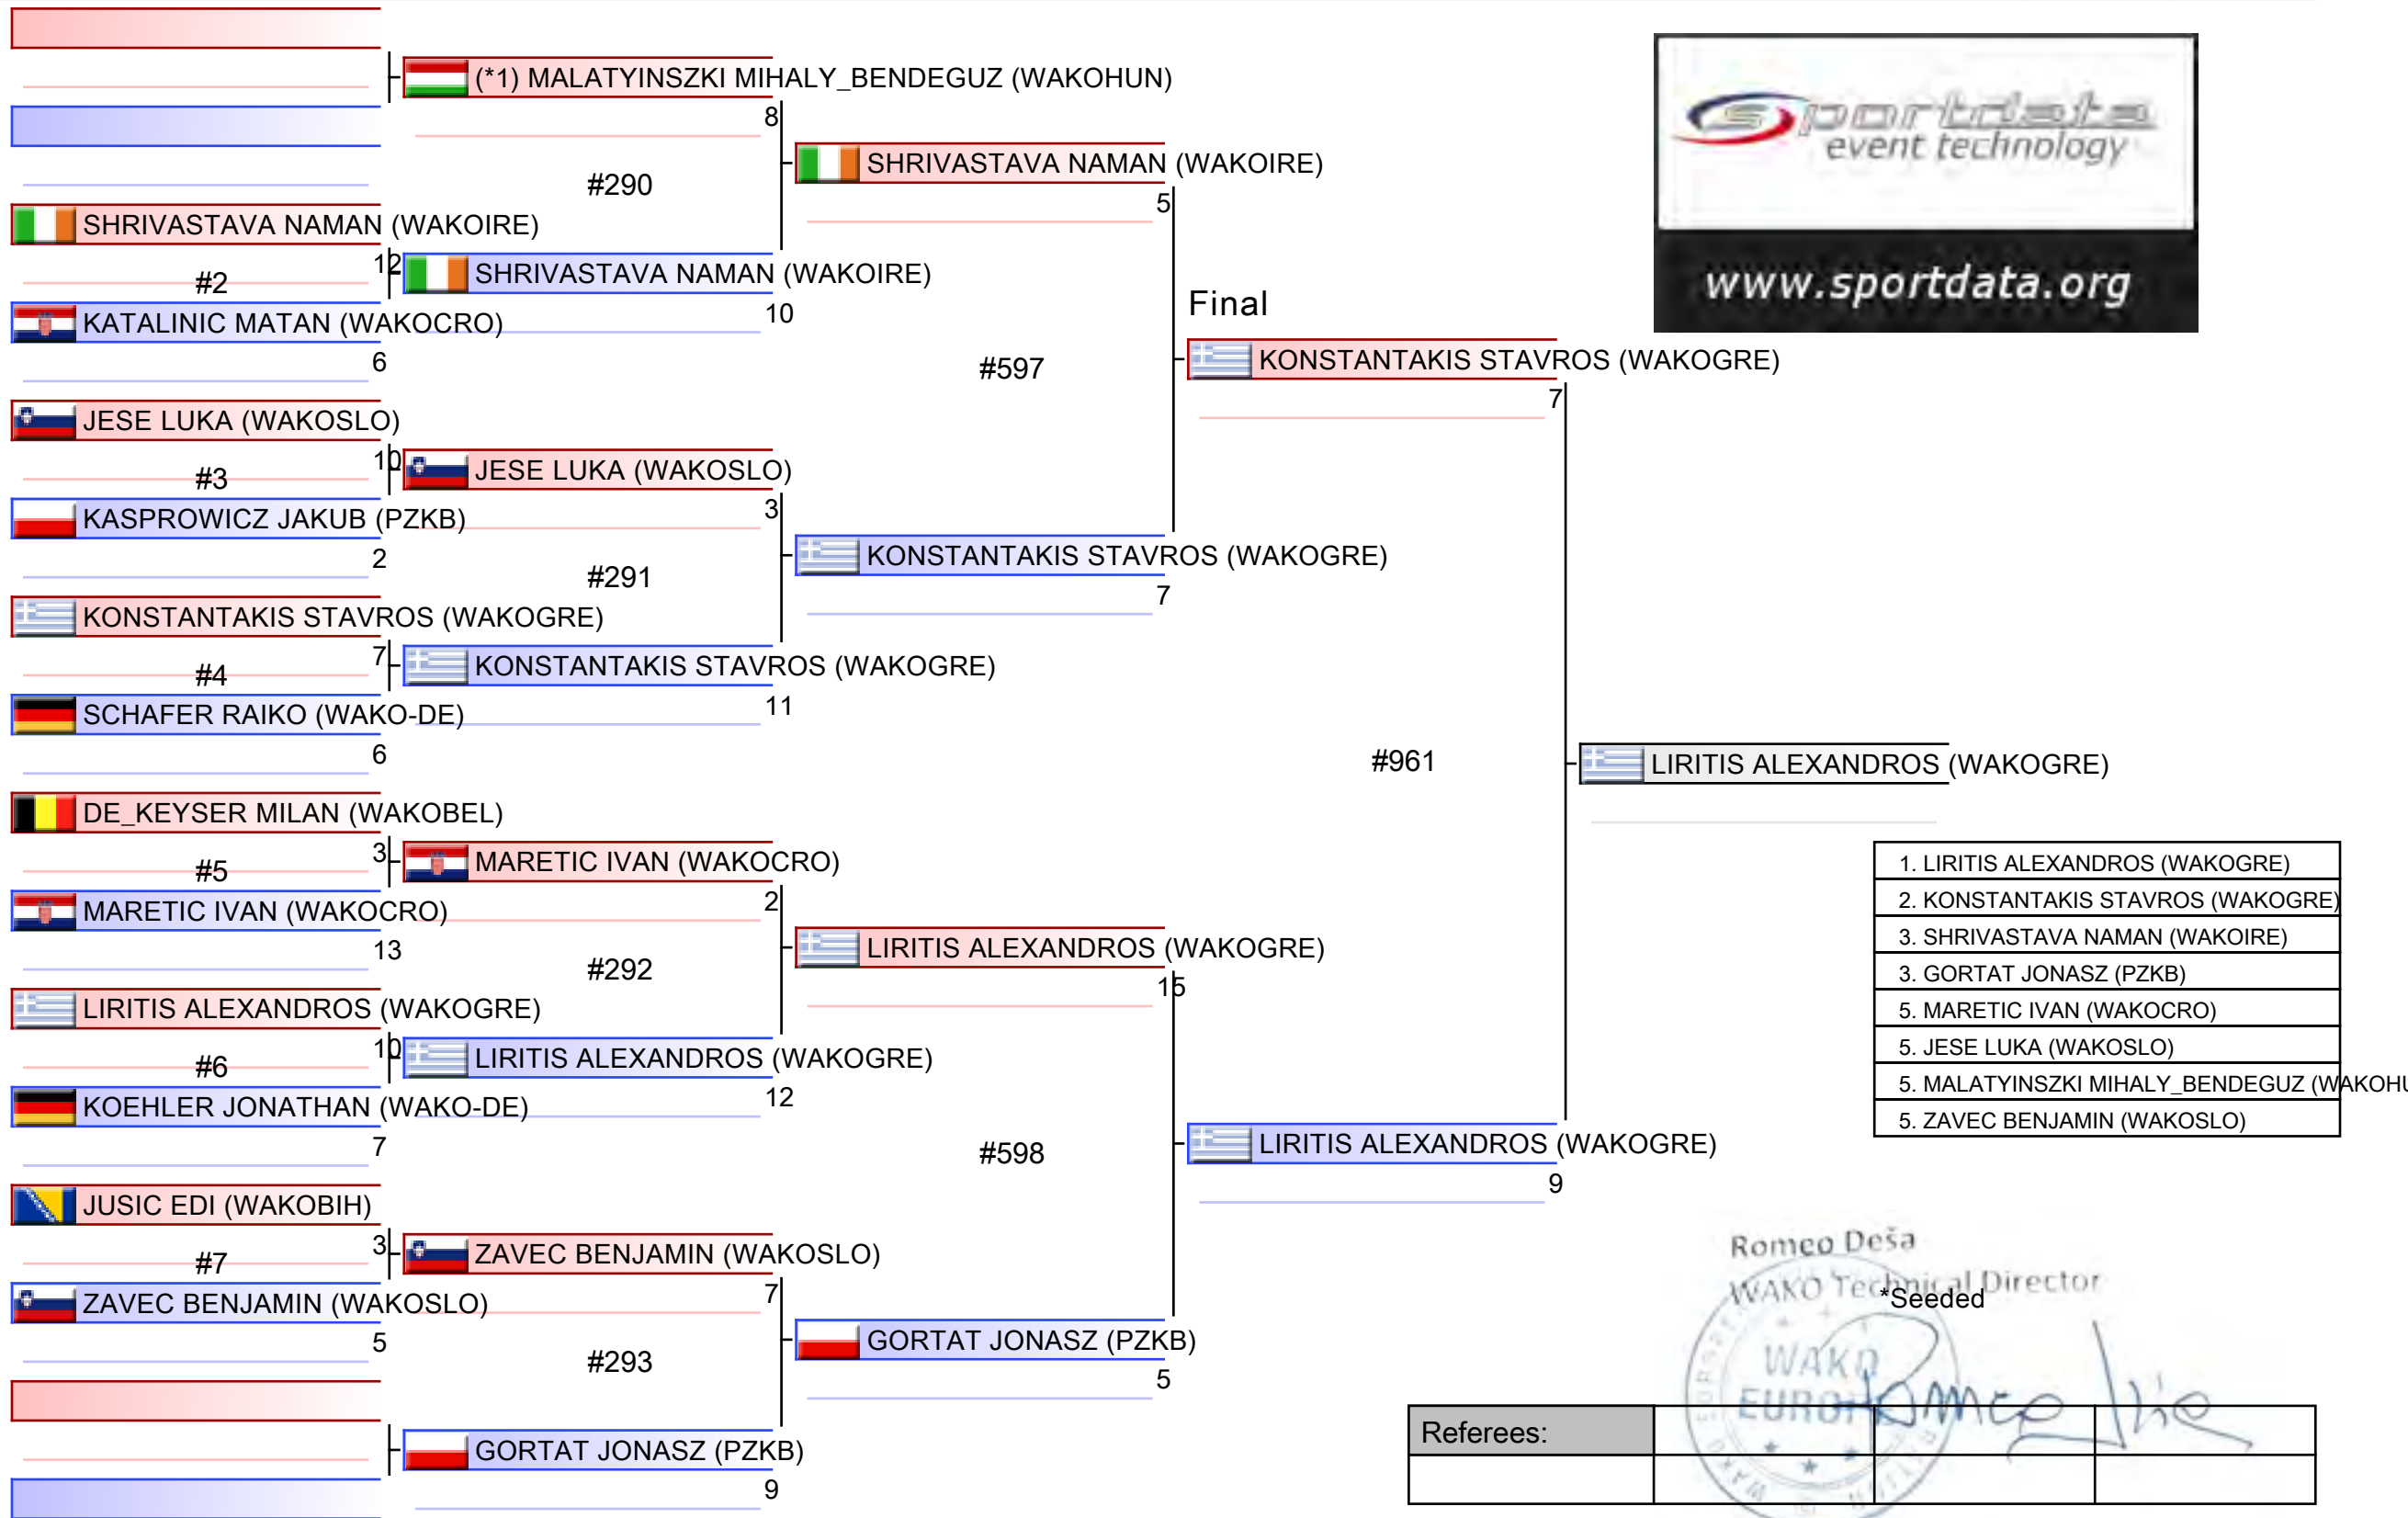 (*1) MALATYINSZKI MIHALY_BENDEGUZ (WAKOHUN)
8
#290
SHRIVASTAVA NAMAN (WAKOIRE)
5
SHRIVASTAVA NAMAN (WAKOIRE)
12
#2
SHRIVASTAVA NAMAN (WAKOIRE)
10
KATALINIC MATAN (WAKOCRO)
6
Final
#597
KONSTANTAKIS STAVROS (WAKOGRE)
7
JESE LUKA (WAKOSLO)
10
#3
JESE LUKA (WAKOSLO)
3
KASPROWICZ JAKUB (PZKB)
2
#291
KONSTANTAKIS STAVROS (WAKOGRE)
7
KONSTANTAKIS STAVROS (WAKOGRE)
7
#4
KONSTANTAKIS STAVROS (WAKOGRE)
11
SCHAFER RAIKO (WAKO-DE)
6
#961
LIRITIS ALEXANDROS (WAKOGRE)
DE_KEYSER MILAN (WAKOBEL)
3
#5
MARETIC IVAN (WAKOCRO)
2
MARETIC IVAN (WAKOCRO)
13
#292
LIRITIS ALEXANDROS (WAKOGRE)
15
LIRITIS ALEXANDROS (WAKOGRE)
10
#6
LIRITIS ALEXANDROS (WAKOGRE)
12
KOEHLER JONATHAN (WAKO-DE)
7
#598
LIRITIS ALEXANDROS (WAKOGRE)
9
JUSIC EDI (WAKOBIH)
3
#7
ZAVEC BENJAMIN (WAKOSLO)
7
ZAVEC BENJAMIN (WAKOSLO)
5
#293
GORTAT JONASZ (PZKB)
5
GORTAT JONASZ (PZKB)
9
sportdata
event technology
www.sportdata.org
1. LIRITIS ALEXANDROS (WAKOGRE)
2. KONSTANTAKIS STAVROS (WAKOGRE)
3. SHRIVASTAVA NAMAN (WAKOIRE)
3. GORTAT JONASZ (PZKB)
5. MARETIC IVAN (WAKOCRO)
5. JESE LUKA (WAKOSLO)
5. MALATYINSZKI MIHALY_BENDEGUZ (WAKOHU
5. ZAVEC BENJAMIN (WAKOSLO)
Romeo Deša
WAKO Technical Director
*Seeded
WAKO
EUROPE
Referees: